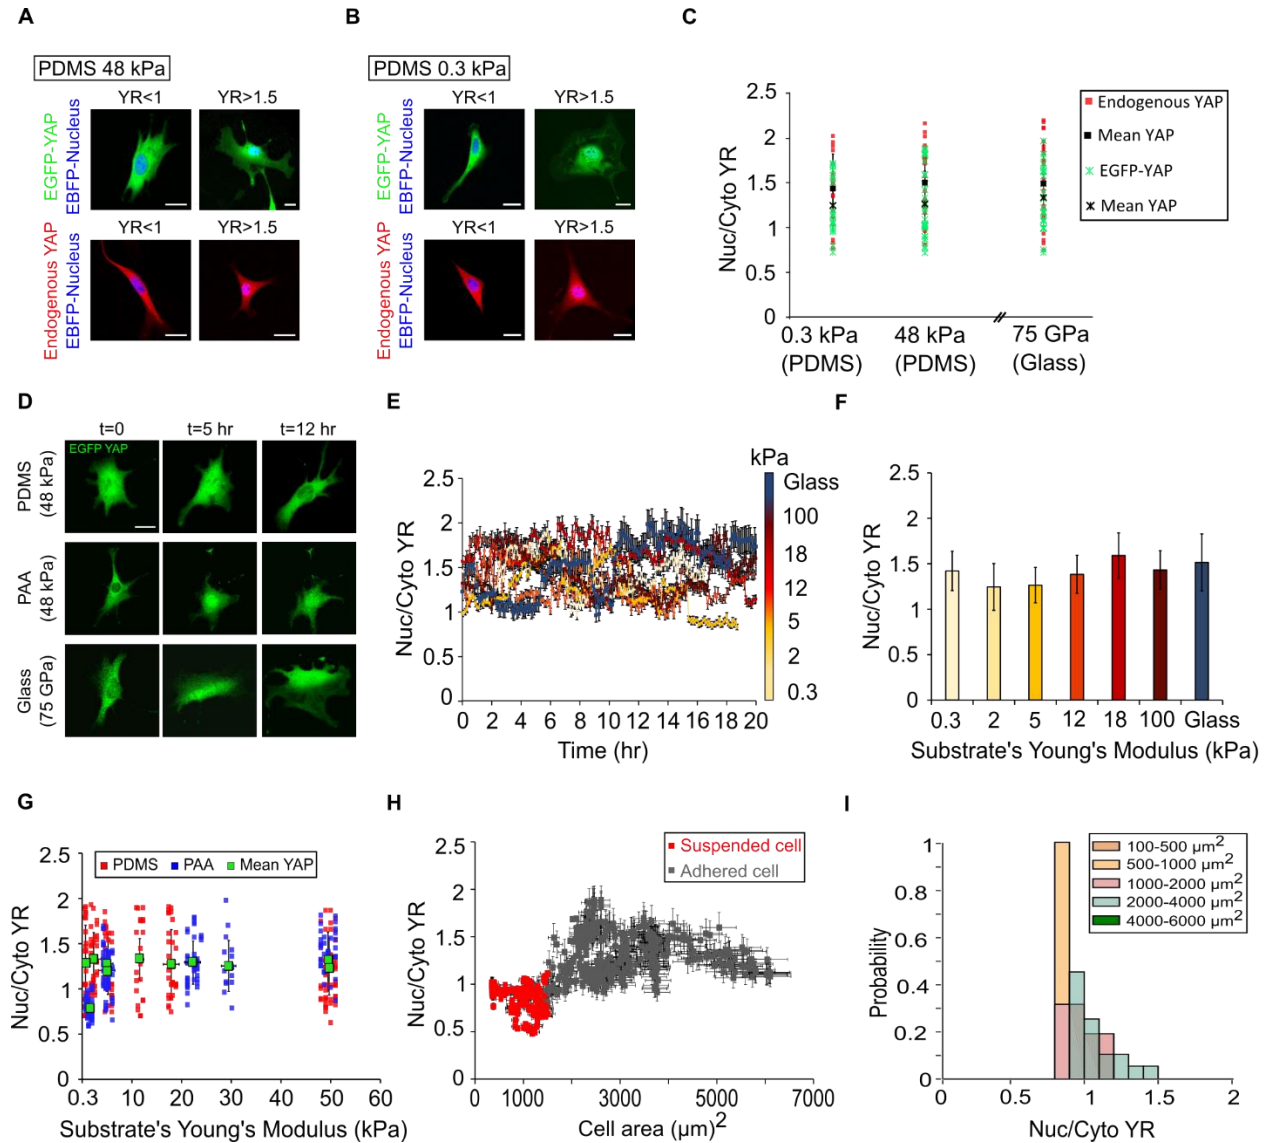 A
B
C
PDMS 48 kPa
PDMS 0.3 kPa
YR<1
YR>1.5
YR<1
YR>1.5
EGFP-YAP
EBFP-Nucleus
EGFP-YAP
EBFP-Nucleus
YR<1
YR>1.5
YR<1
YR>1.5
Endogenous YAP
EBFP-Nucleus
Endogenous YAP
EBFP-Nucleus
Nuc/Cyto YR
2.5
2
1.5
1
0.5
0
0.3 kPa
(PDMS)
48 kPa
(PDMS)
75 GPa
(Glass)
Endogenous YAP
Mean YAP
EGFP-YAP
Mean YAP
D
t=0
t=5 hr
t=12 hr
EGFP YAP
PDMS
(48 kPa)
PAA
(48 kPa)
Glass
(75 GPa)
E
Nuc/Cyto YR
2.5
2
1.5
1
0.5
0
0 2 4 6 8 10 12 14 16 18 20
Time (hr)
kPa
Glass
100
18
12
5
2
0.3
F
Nuc/Cyto YR
2.5
2
1.5
1
0.5
0
0.3 2 5 12 18 100 Glass
Substrate's Young's Modulus (kPa)
G
Nuc/Cyto YR
2.5
2
1.5
1
0.5
0
PDMS PAA Mean YAP
0.3 10 20 30 40 50 60
Substrate's Young's Modulus (kPa)
H
Nuc/Cyto YR
2.5
2
1.5
1
0.5
0
Suspended cell
Adhered cell
0 1000 3000 5000 7000
Cell area (µm)2
I
Probability
1
0.8
0.6
0.4
0.2
0
100-500 µm2
500-1000 µm2
1000-2000 µm2
2000-4000 µm2
4000-6000 µm2
0 0.5 1 1.5 2
Nuc/Cyto YR